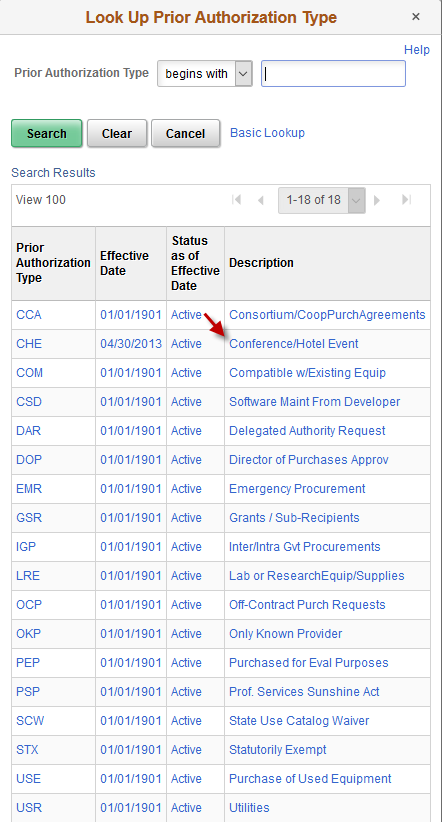 Look Up Prior Authorization Type ×
Help
Prior Authorization Type begins with
Search Clear Cancel Basic Lookup
Search Results
View 100 1-18 of 18
Prior Authorization Type Effective Date Status as of Effective Date Description
CCA 01/01/1901 Active Consortium/CoopPurchAgreements
CHE 04/30/2013 Active Conference/Hotel Event
COM 01/01/1901 Active Compatible w/Existing Equip
CSD 01/01/1901 Active Software Maint From Developer
DAR 01/01/1901 Active Delegated Authority Request
DOP 01/01/1901 Active Director of Purchases Approv
EMR 01/01/1901 Active Emergency Procurement
GSR 01/01/1901 Active Grants / Sub-Recipients
IGP 01/01/1901 Active Inter/Intra Gvt Procurements
LRE 01/01/1901 Active Lab or ResearchEquip/Supplies
OCP 01/01/1901 Active Off-Contract Purch Requests
OKP 01/01/1901 Active Only Known Provider
PEP 01/01/1901 Active Purchased for Eval Purposes
PSP 01/01/1901 Active Prof. Services Sunshine Act
SCW 01/01/1901 Active State Use Catalog Waiver
STX 01/01/1901 Active Statutorily Exempt
USE 01/01/1901 Active Purchase of Used Equipment
USR 01/01/1901 Active Utilities